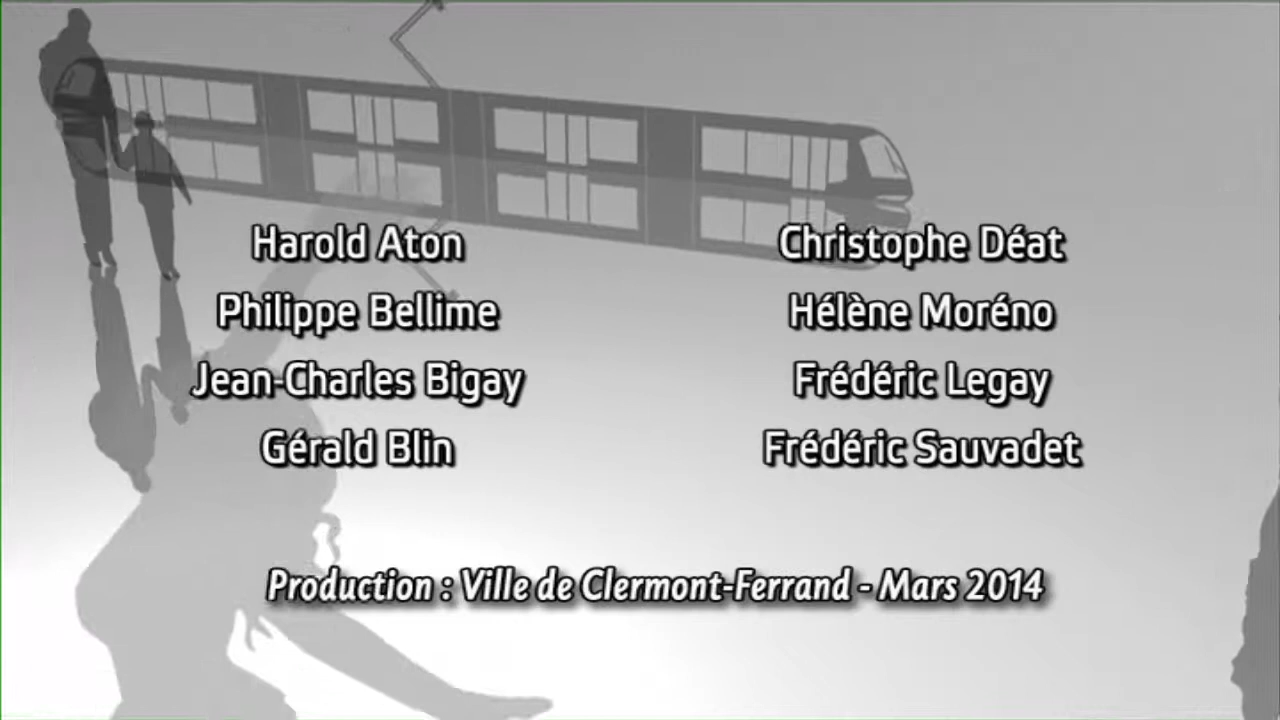 Harold Aton
Philippe Bellime
Jean-Charles Bigay
Gérald Blin
Christophe Déat
Hélène Moréno
Frédéric Legay
Frédéric Sauvadet
Production : Ville de Clermont-Ferrand - Mars 2014